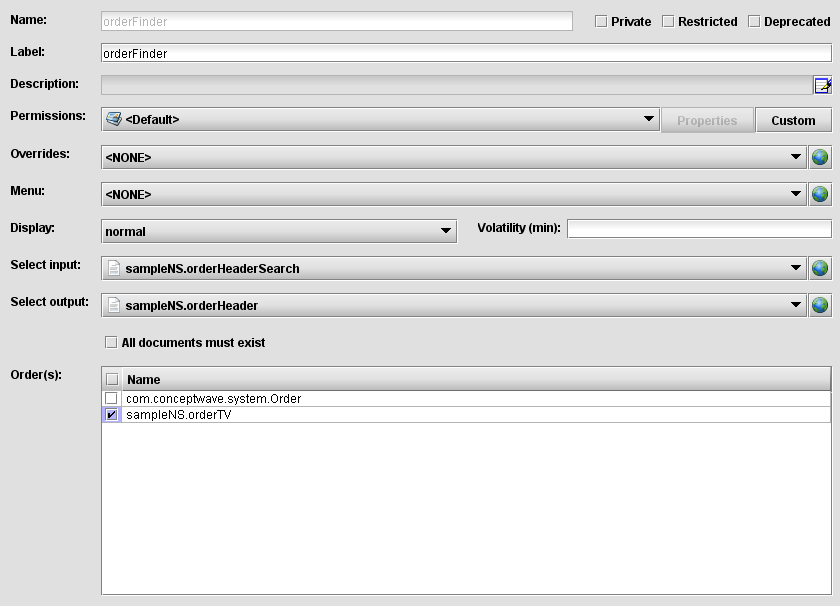 Name: orderFinder Private Restricted Deprecated
Label: orderFinder
Description:
Permissions: <Default> Properties Custom
Overrides: <NONE>
Menu: <NONE>
Display: normal Volatility (min):
Select input: sampleNS.orderHeaderSearch
Select output: sampleNS.orderHeader
All documents must exist
Order(s): Name
com.conceptwave.system.Order
sampleNS.orderTV